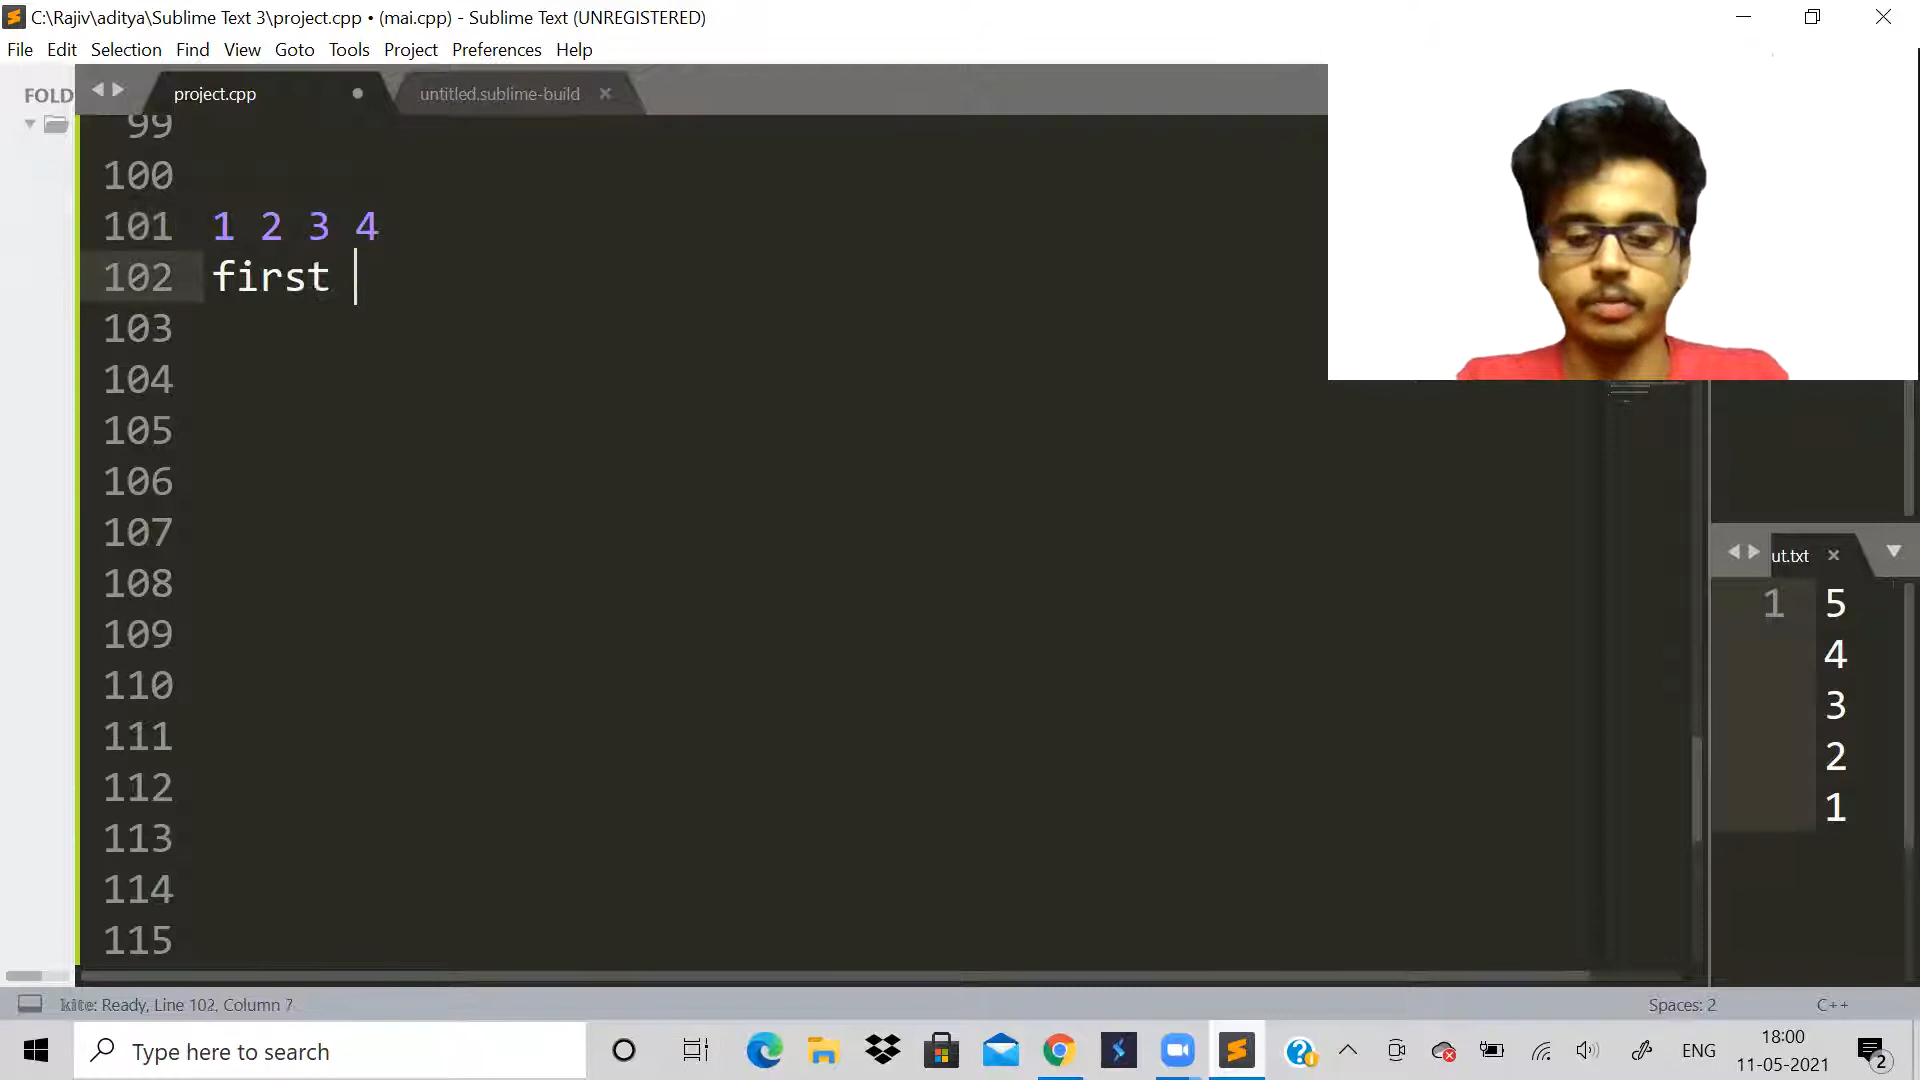 C:\Rajiv\aditya\Sublime Text 3\project.cpp • (mai.cpp) - Sublime Text (UNREGISTERED)
File Edit Selection Find View Goto Tools Project Preferences Help
FOLD
project.cpp
untitled.sublime-build
99
100
101 1 2 3 4
102 first
103
104
105
106
107
108
109
110
111
112
113
114
115
ut.txt
1 5
4
3
2
1
kite: Ready, Line 102, Column 7
Spaces: 2
C++
Type here to search
ENG
18:00
11-05-2021
2